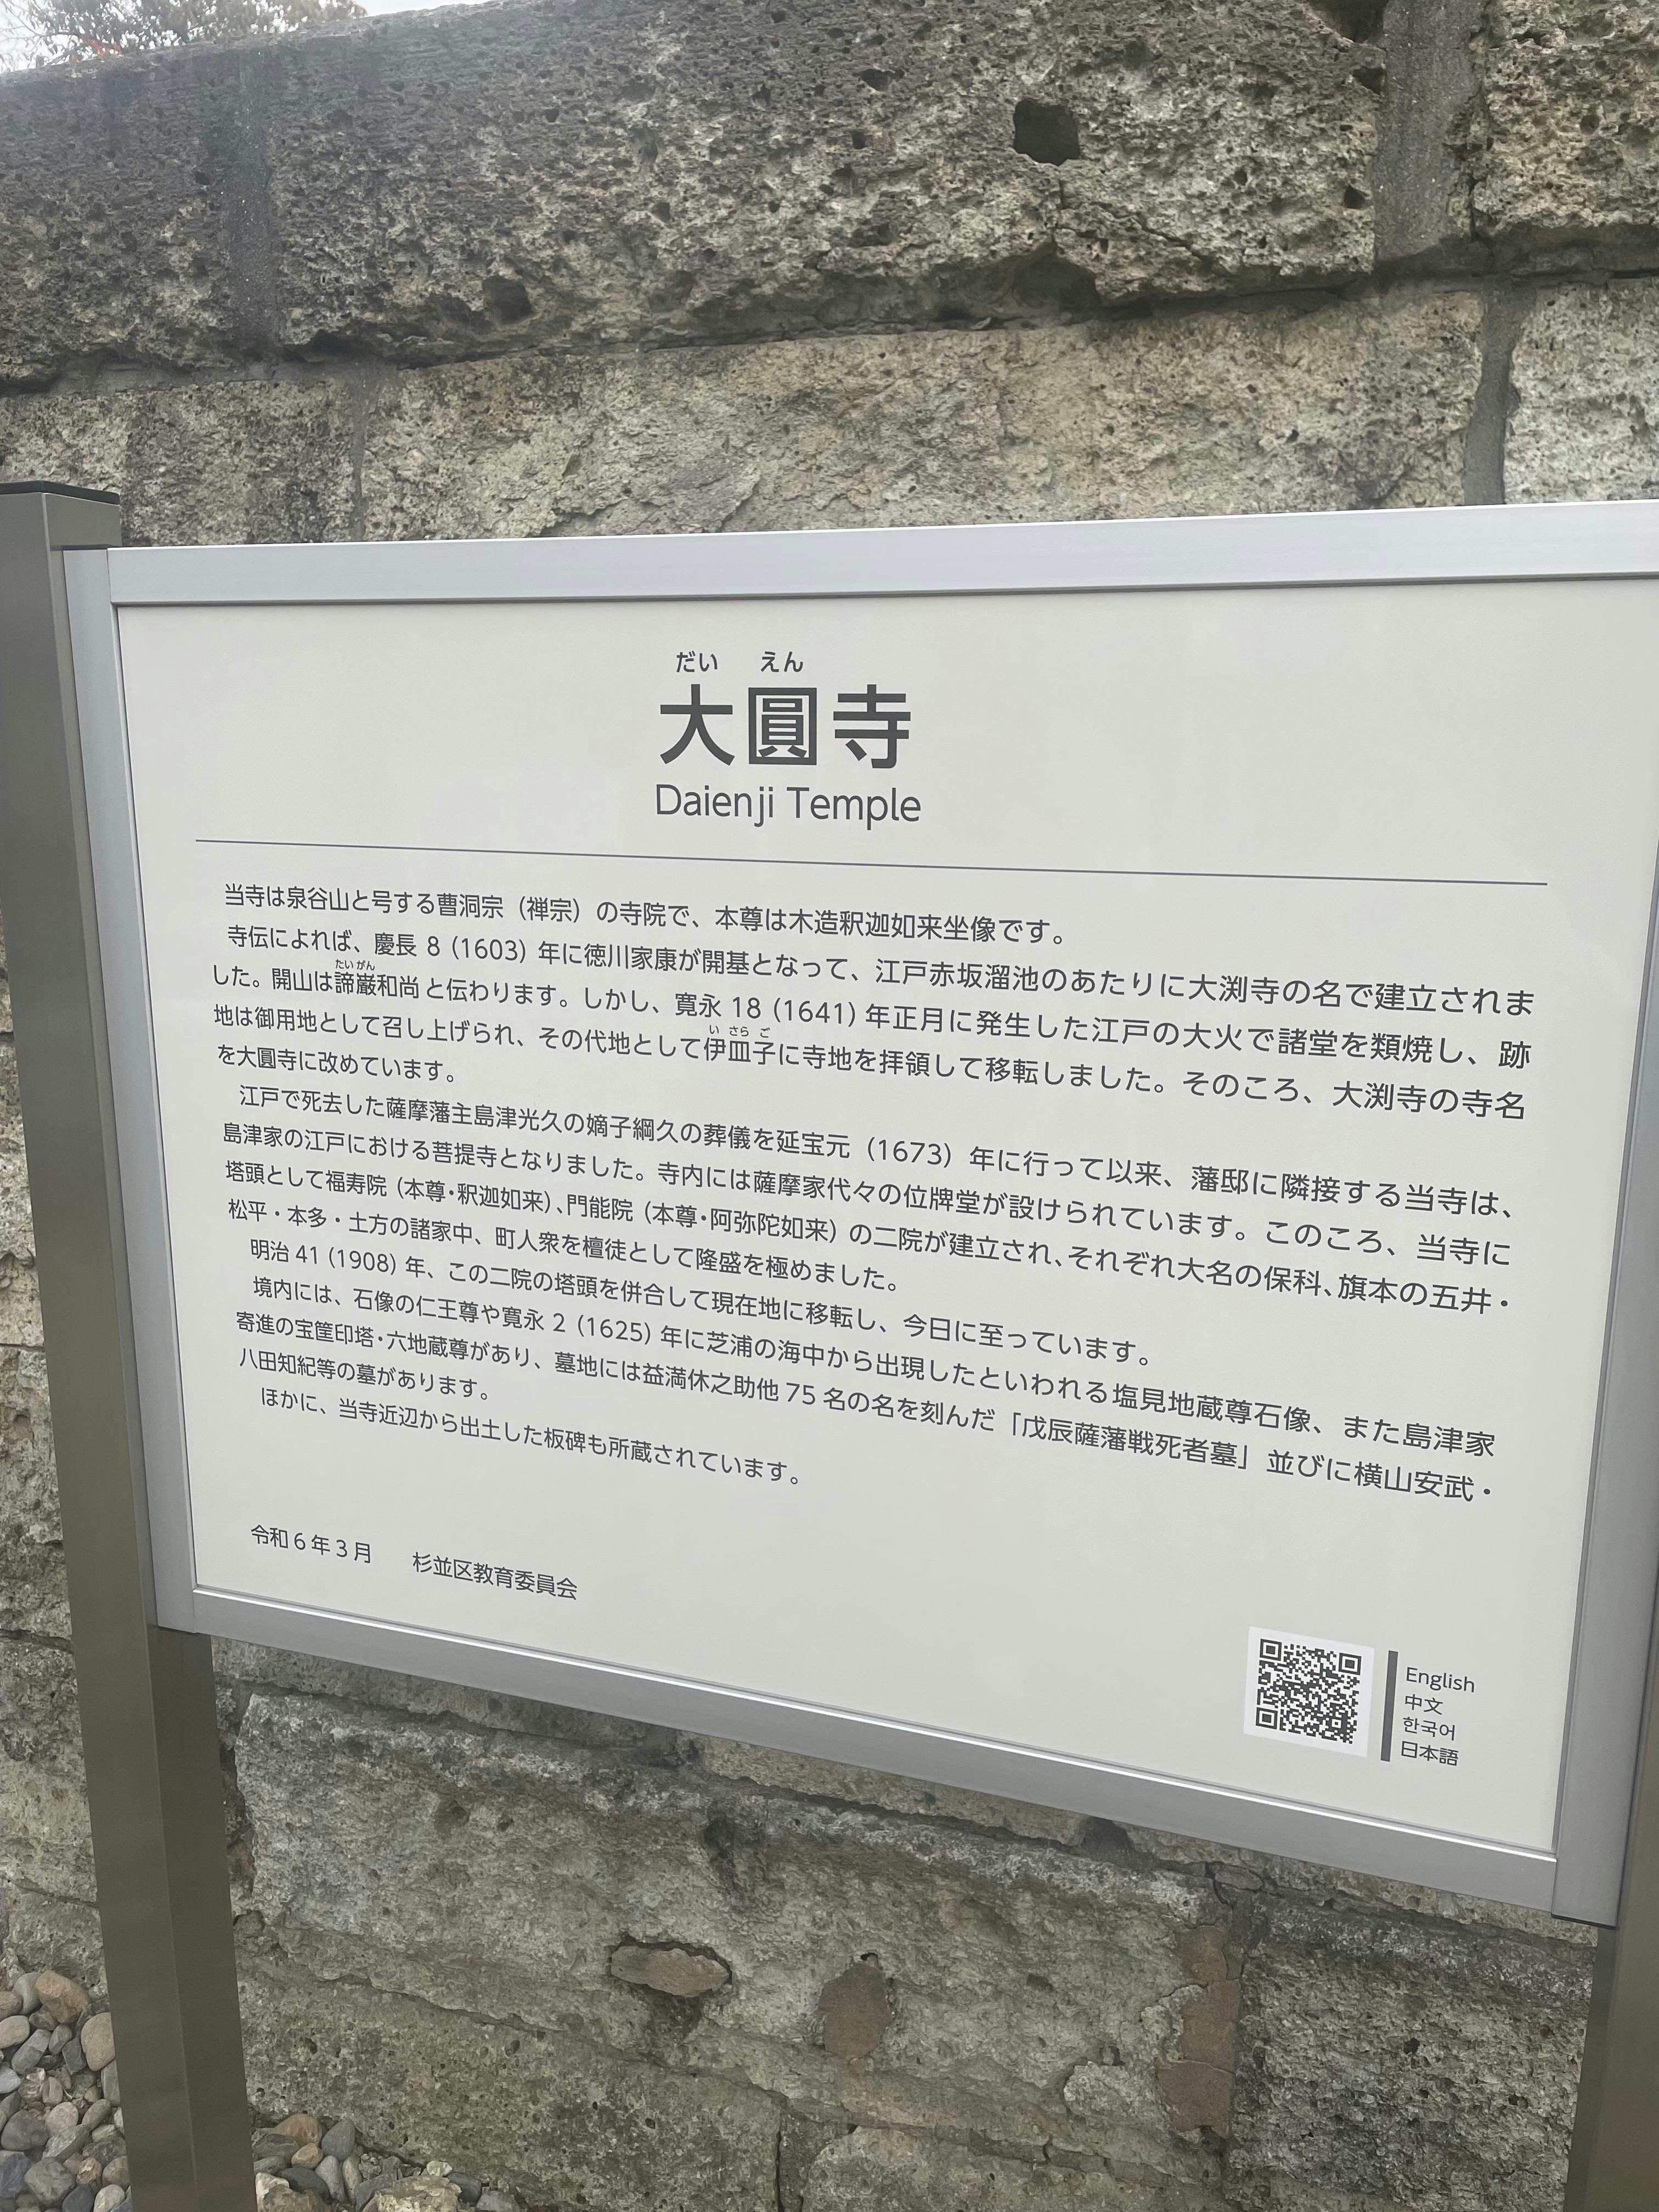 だい えん
大圓寺
Daienji Temple
当寺は泉谷山と号する曹洞宗（禅宗）の寺院で、本尊は木造釈迦如来坐像です。
寺伝によれば、慶長 8 (1603) 年に徳川家康が開基となって、江戸赤坂溜池のあたりに大渕寺の名で建立されま
たいがん
した。開山は諦巌和尚と伝わります。しかし、寛永 18 (1641) 年正月に発生した江戸の大火で諸堂を類焼し、跡
い さら ご
地は御用地として召し上げられ、その代地として伊皿子に寺地を拝領して移転しました。そのころ、大渕寺の寺名
を大圓寺に改めています。
江戸で死去した薩摩藩主島津光久の嫡子綱久の葬儀を延宝元（1673）年に行って以来、藩邸に隣接する当寺は、
島津家の江戸における菩提寺となりました。寺内には薩摩家代々の位牌堂が設けられています。このころ、当寺に
塔頭として福寿院（本尊・釈迦如来）、門能院（本尊・阿弥陀如来）の二院が建立され、それぞれ大名の保科、旗本の五井・
松平・本多・土方の諸家中、町人衆を檀徒として隆盛を極めました。
明治 41 (1908) 年、この二院の塔頭を併合して現在地に移転し、今日に至っています。
境内には、石像の仁王尊や寛永 2 (1625) 年に芝浦の海中から出現したといわれる塩見地蔵尊石像、また島津家
寄進の宝筐印塔・六地蔵尊があり、墓地には益満休之助他 75 名の名を刻んだ「戊辰薩藩戦死者墓」並びに横山安武・
八田知紀等の墓があります。
ほかに、当寺近辺から出土した板碑も所蔵されています。
令和 6 年 3 月 杉並区教育委員会
English
中文
한국어
日本語